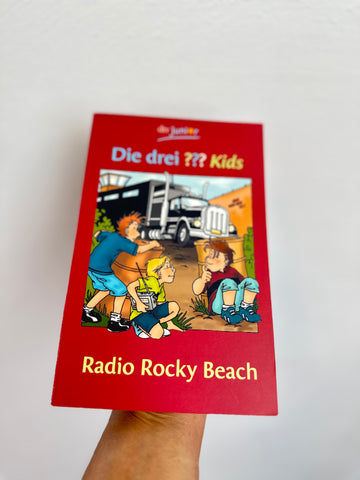 dtv junior
Die drei ??? Kids
Radio Rocky Beach